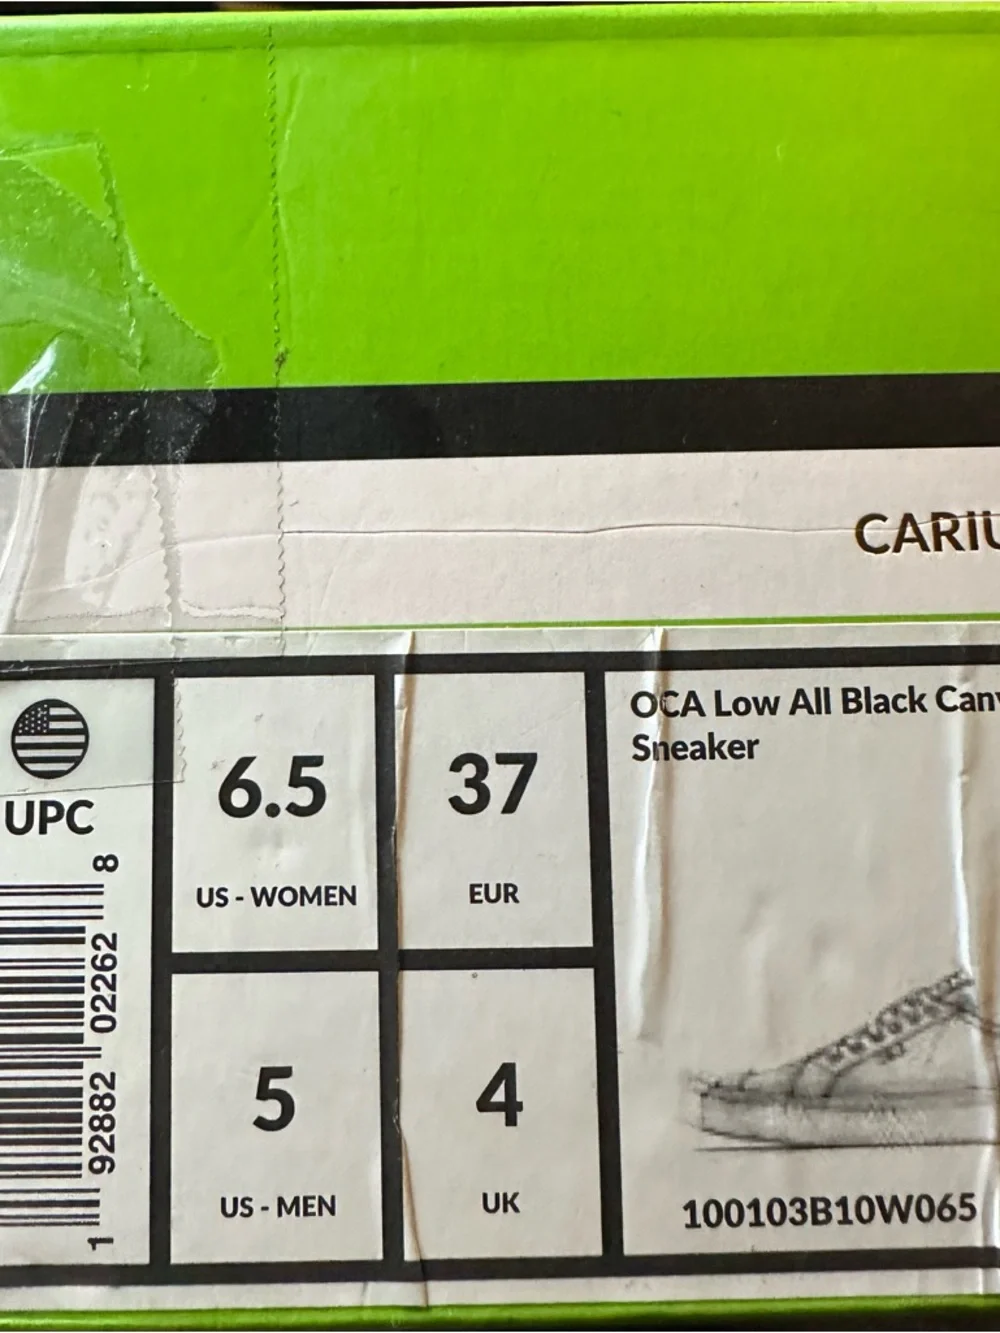 CARIU
OCA Low All Black Can
Sneaker
UPC
6.5
US - WOMEN
37
EUR
5
US - MEN
4
UK
1 92882 02262 8
100103B10W065